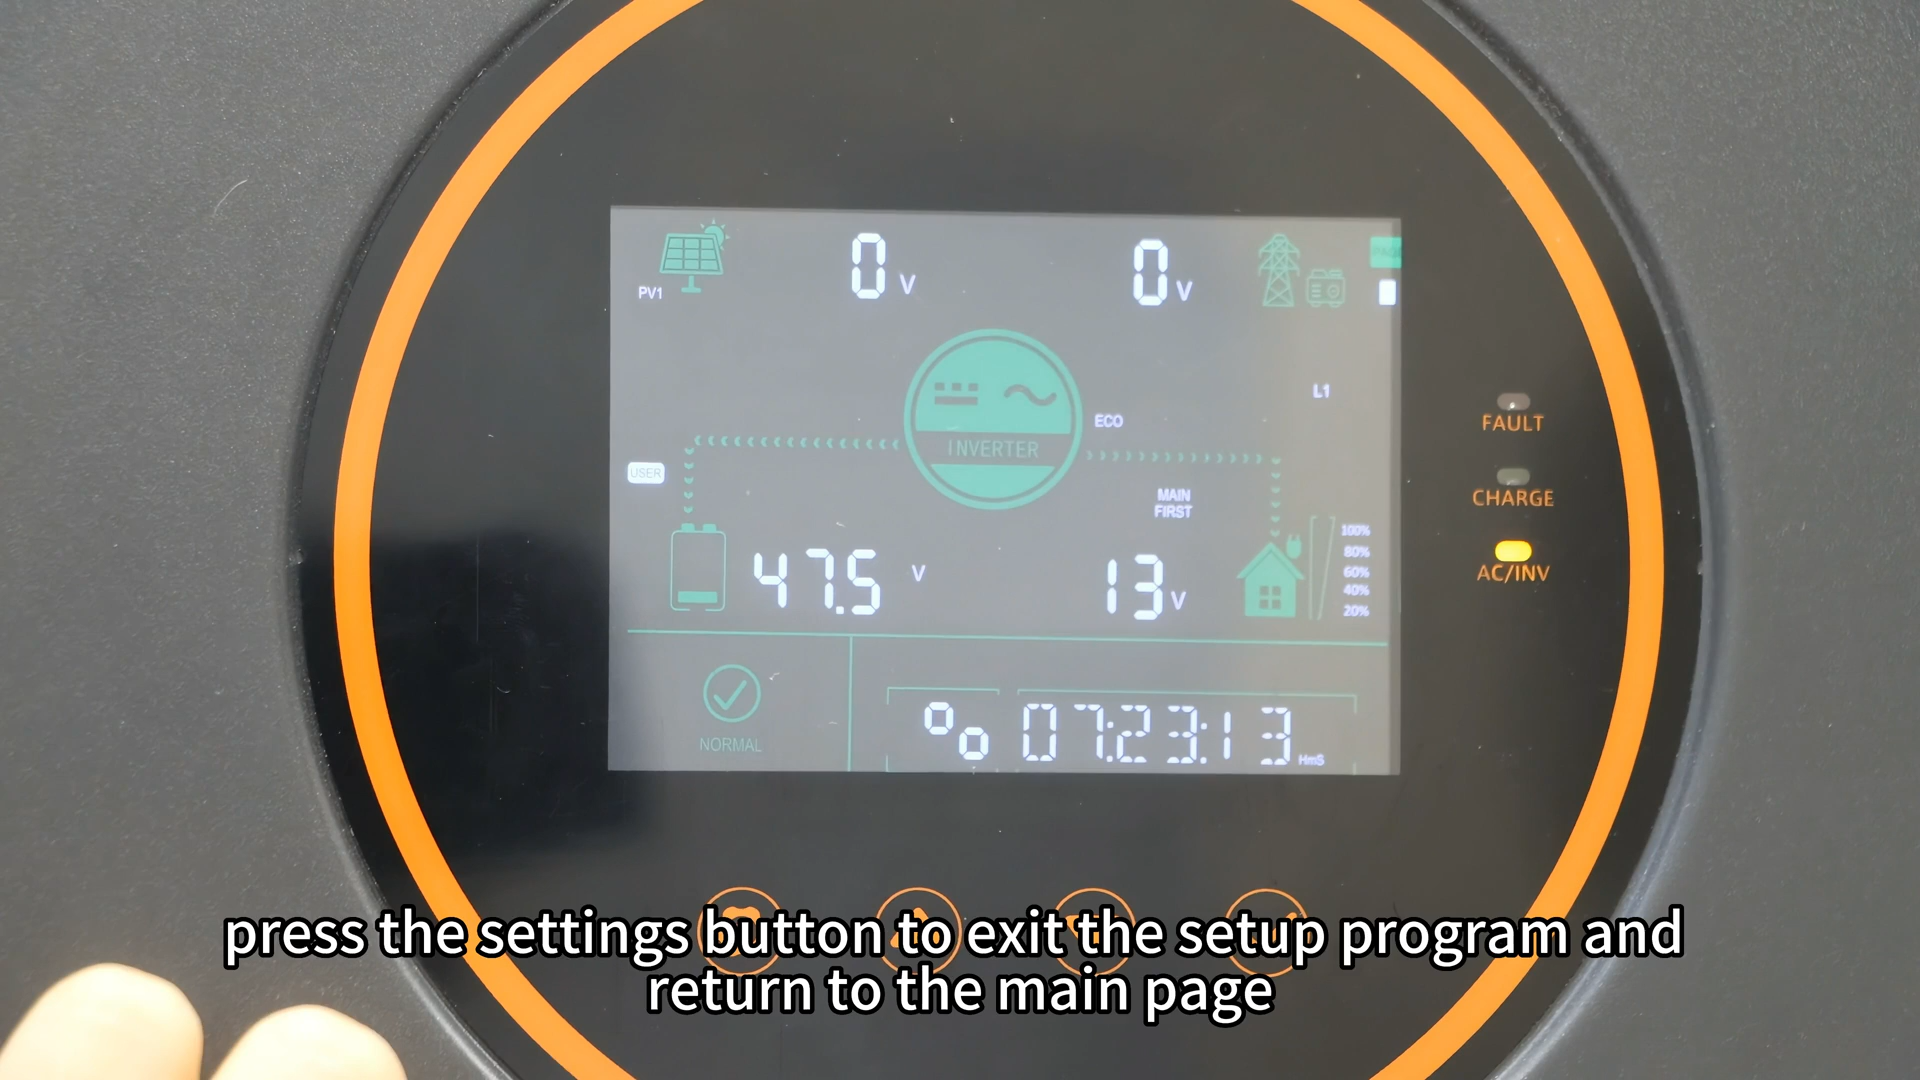 0 V
0 V
PV1
L1
ECO
INVERTER
USER
MAIN
FIRST
FAULT
CHARGE
AC/INV
47.5 V
13 V
100%
80%
60%
40%
20%
NORMAL
07:23:13 HmS
press the settings button to exit the setup program and
return to the main page